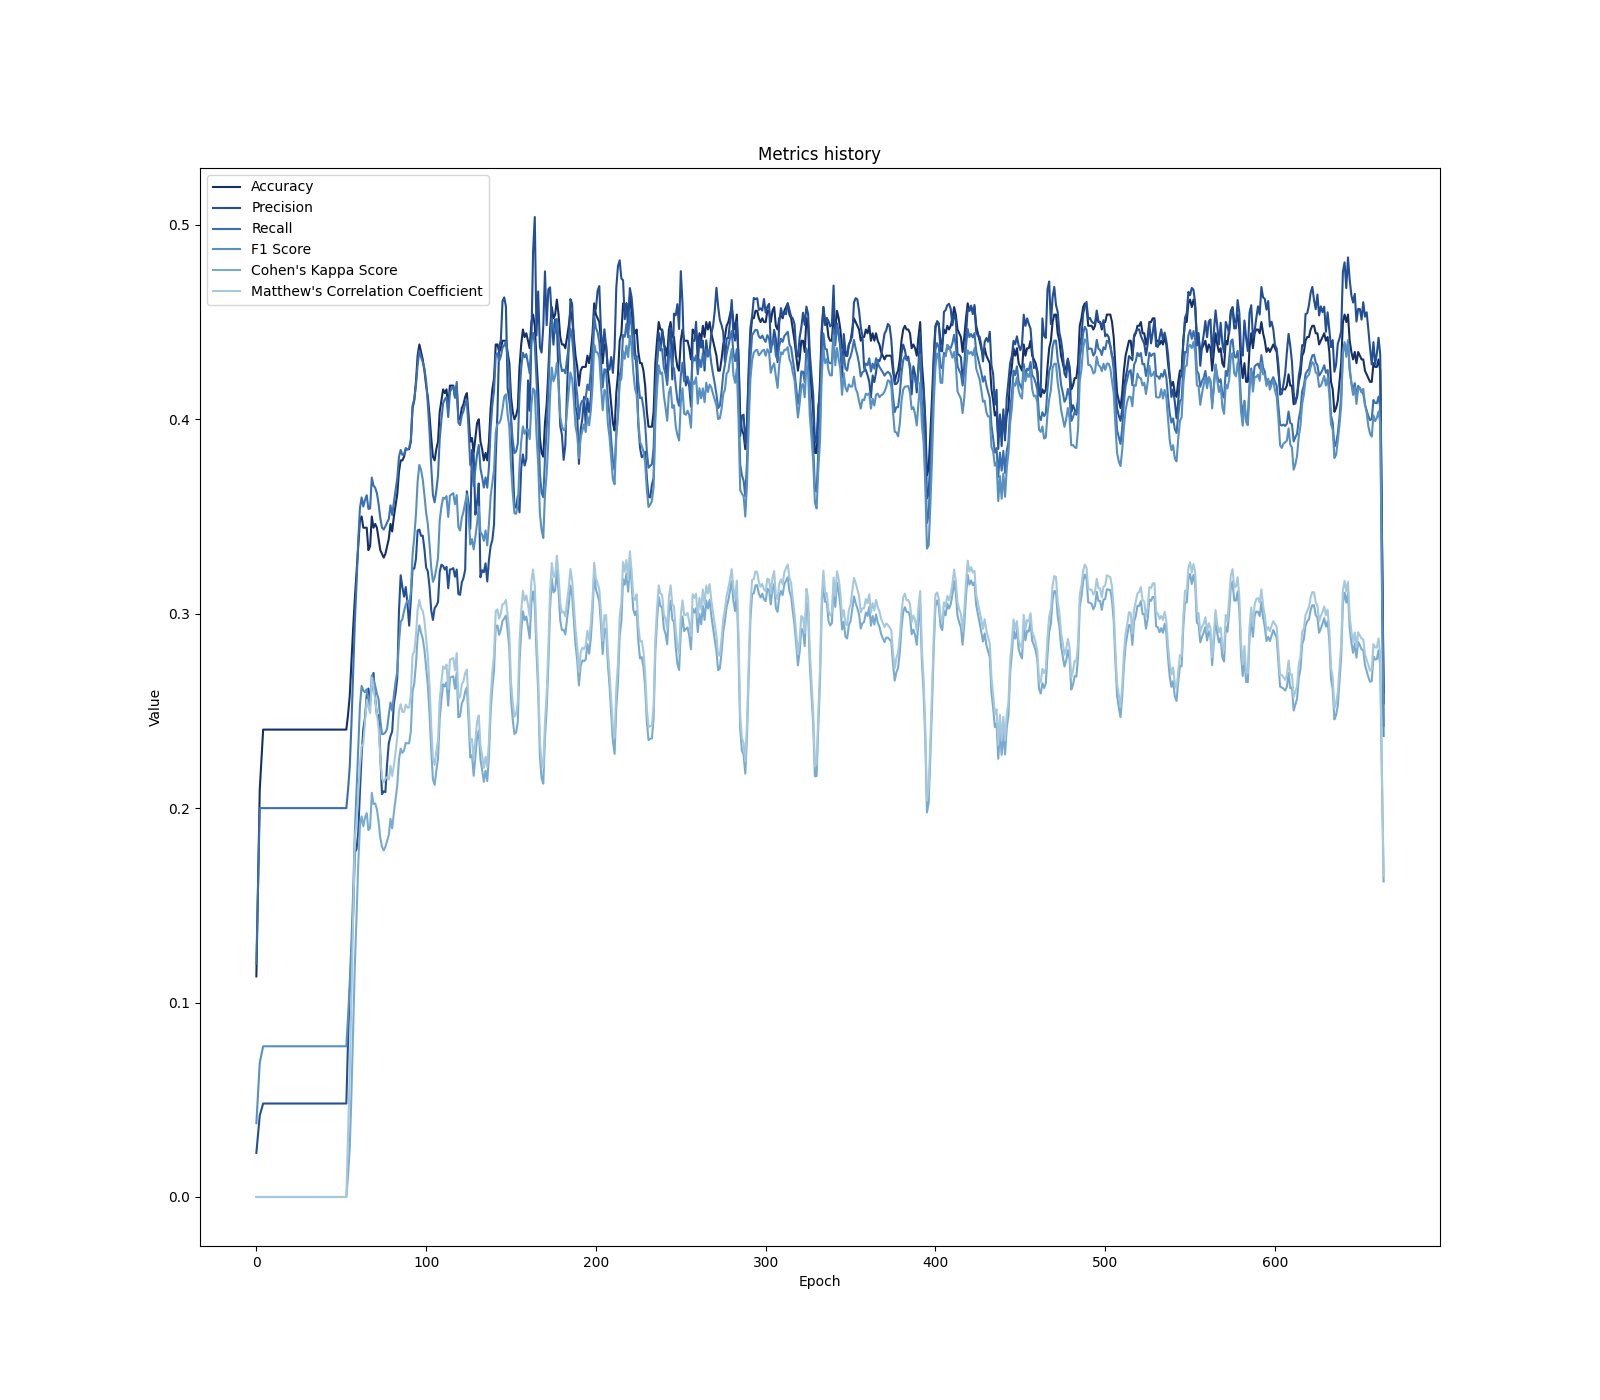 Metrics history
Accuracy
Precision
Recall
F1 Score
Cohen's Kappa Score
Matthew's Correlation Coefficient
0.5
0.4
0.3
0.2
0.1
0.0
Value
0 100 200 300 400 500 600
Epoch